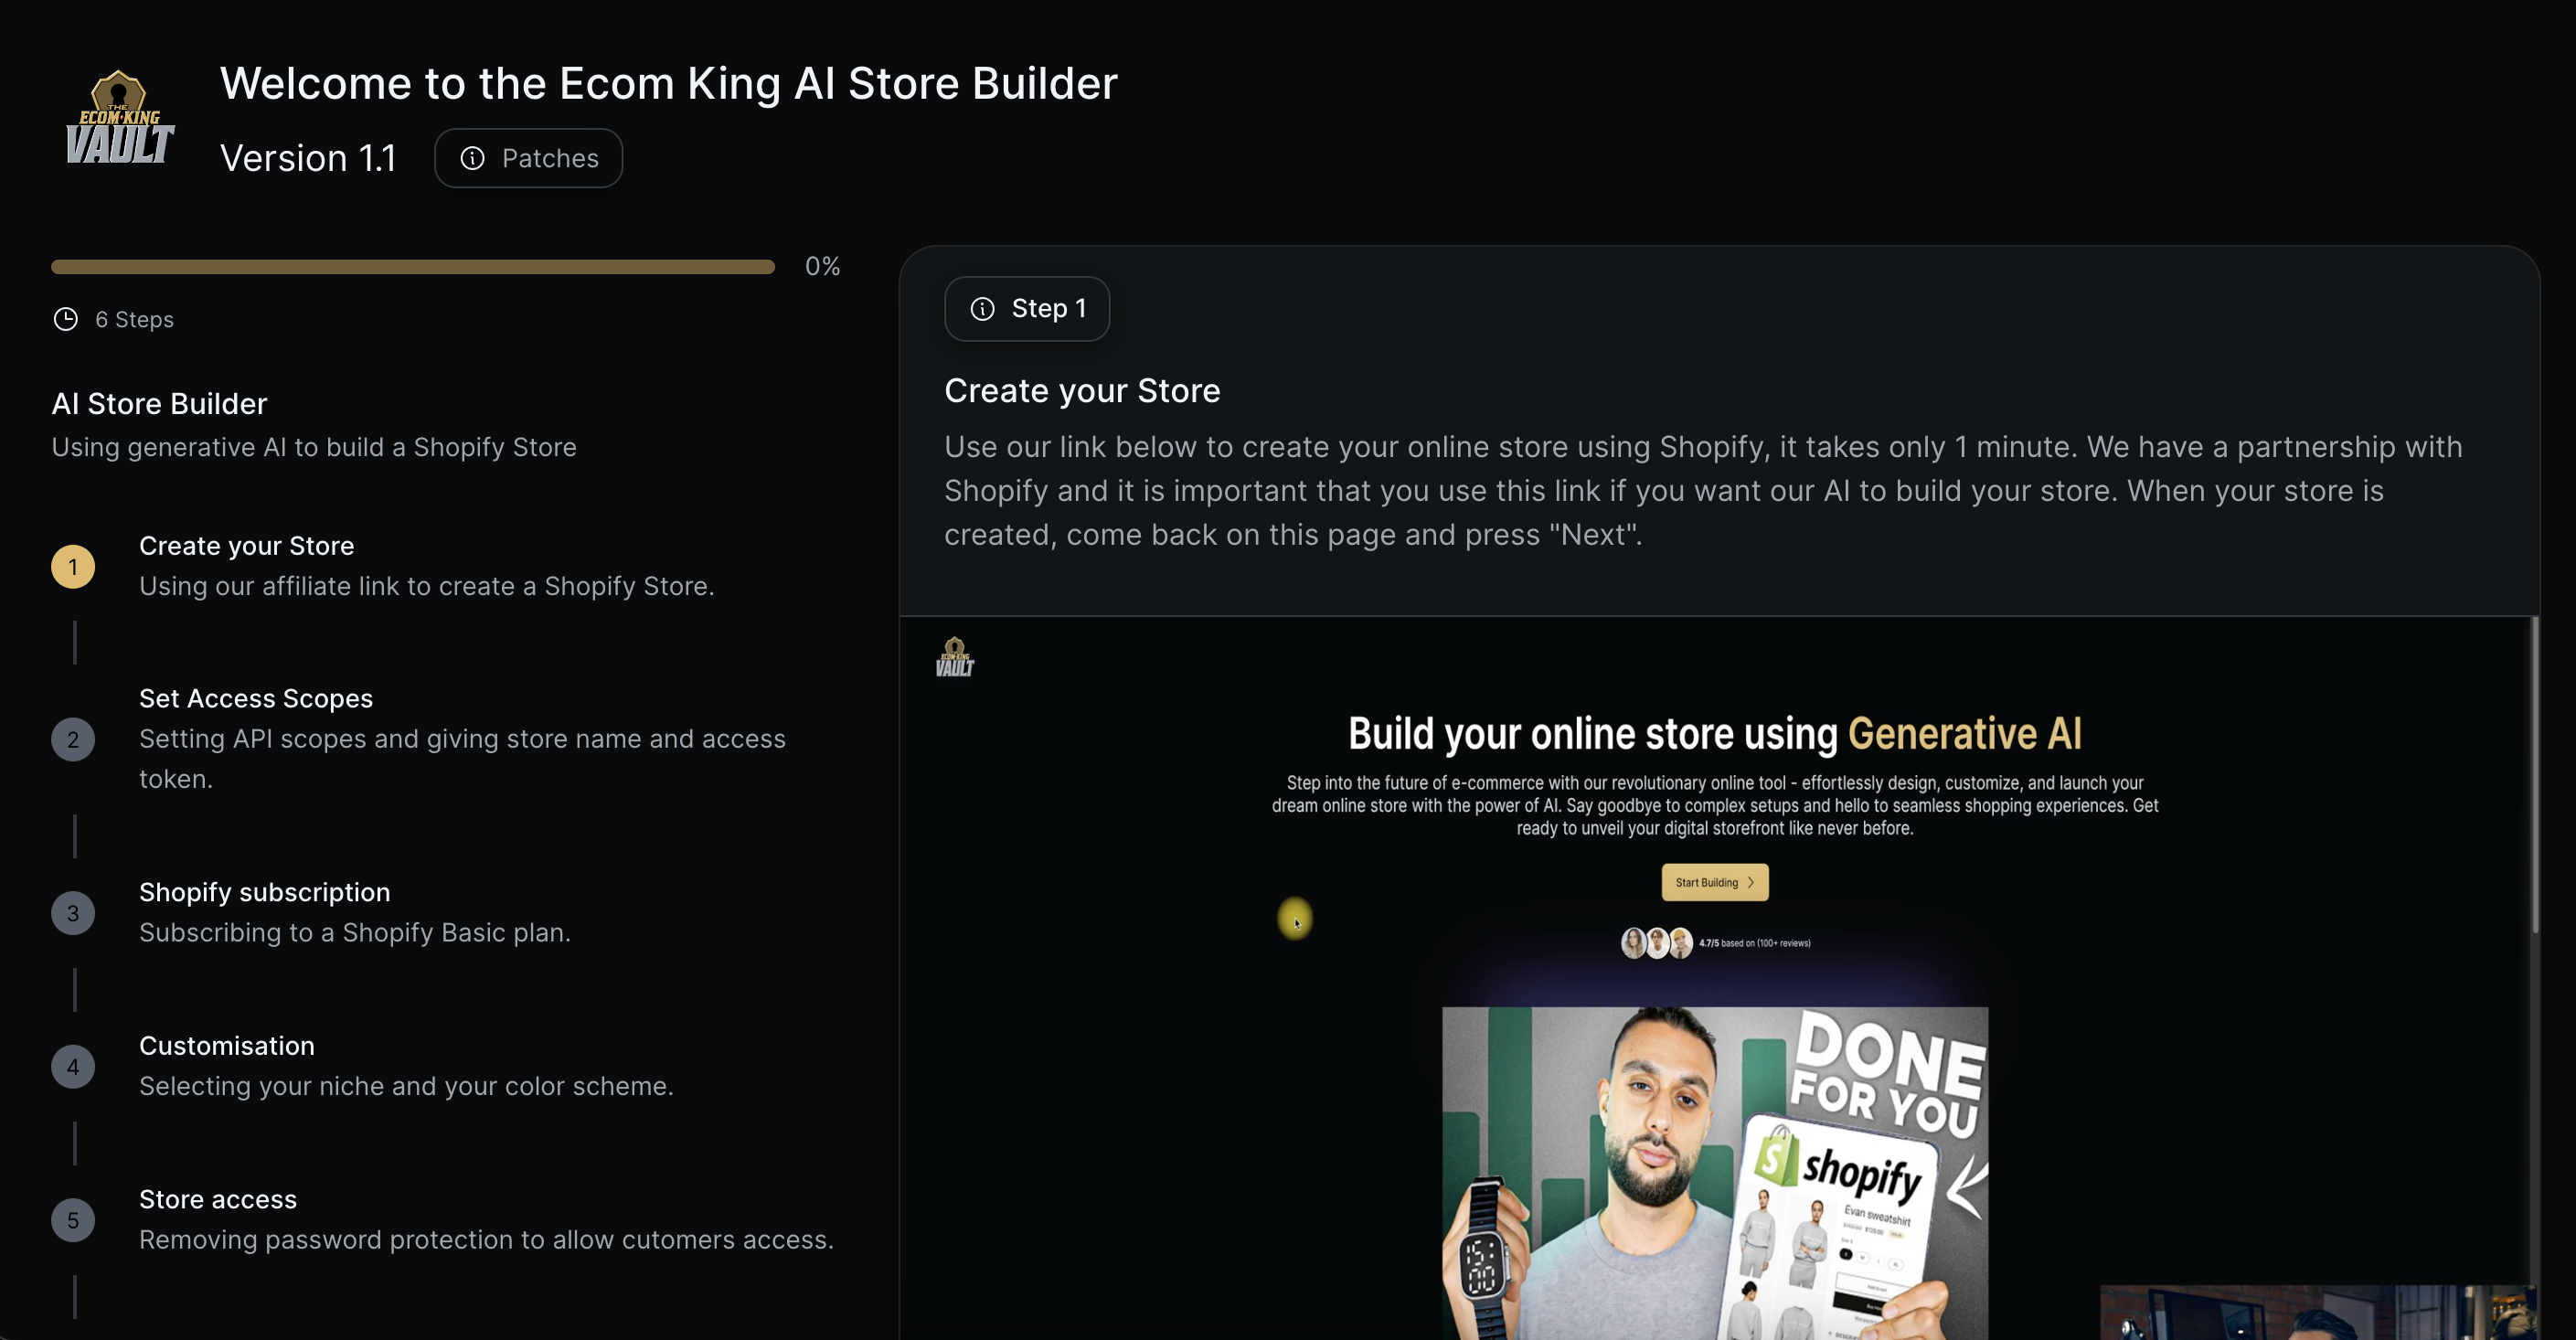 THE
ECOM·KING
VAULT
Welcome to the Ecom King AI Store Builder
Version 1.1
Patches
0%
6 Steps
AI Store Builder
Using generative AI to build a Shopify Store
1
Create your Store
Using our affiliate link to create a Shopify Store.
2
Set Access Scopes
Setting API scopes and giving store name and access
token.
3
Shopify subscription
Subscribing to a Shopify Basic plan.
4
Customisation
Selecting your niche and your color scheme.
5
Store access
Removing password protection to allow cutomers access.
Step 1
Create your Store
Use our link below to create your online store using Shopify, it takes only 1 minute. We have a partnership with
Shopify and it is important that you use this link if you want our AI to build your store. When your store is
created, come back on this page and press "Next".
ECOM·KING
VAULT
Build your online store using Generative AI
Step into the future of e-commerce with our revolutionary online tool - effortlessly design, customize, and launch your
dream online store with the power of AI. Say goodbye to complex setups and hello to seamless shopping experiences. Get
ready to unveil your digital storefront like never before.
Start Building
4.7/5 based on (100+ reviews)
DONE
FOR YOU
shopify
Evan sweatshirt